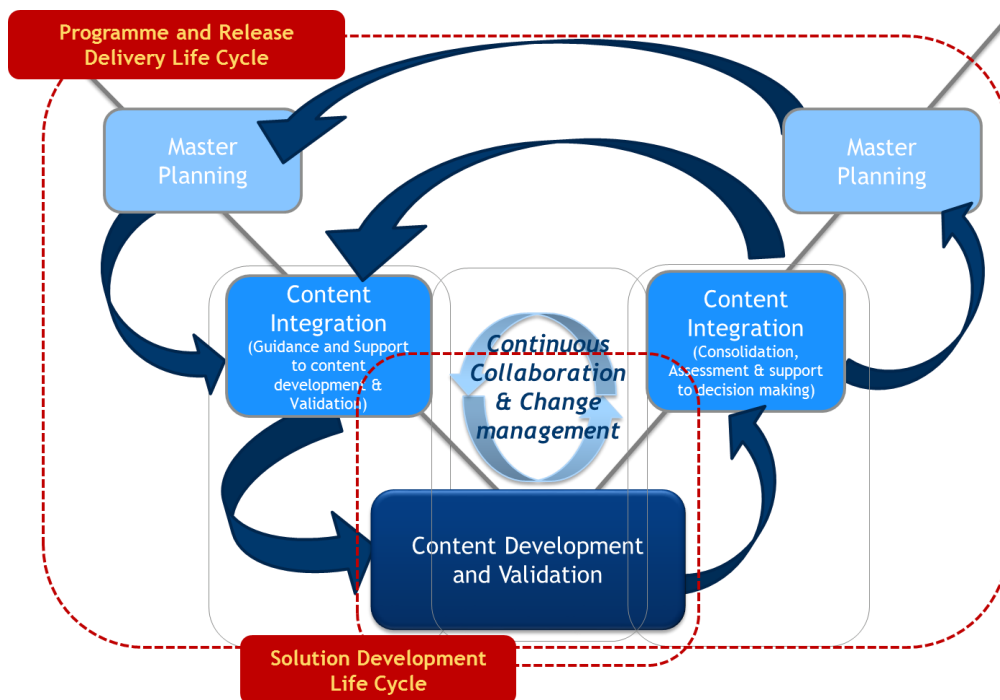 Programme and Release
Delivery Life Cycle
Master
Planning
Master
Planning
Content
Integration
(Guidance and Support
to content
development &
Validation)
Continuous
Collaboration
& Change
management
Content
Integration
(Consolidation,
Assessment & support
to decision making)
Content Development
and Validation
Solution Development
Life Cycle